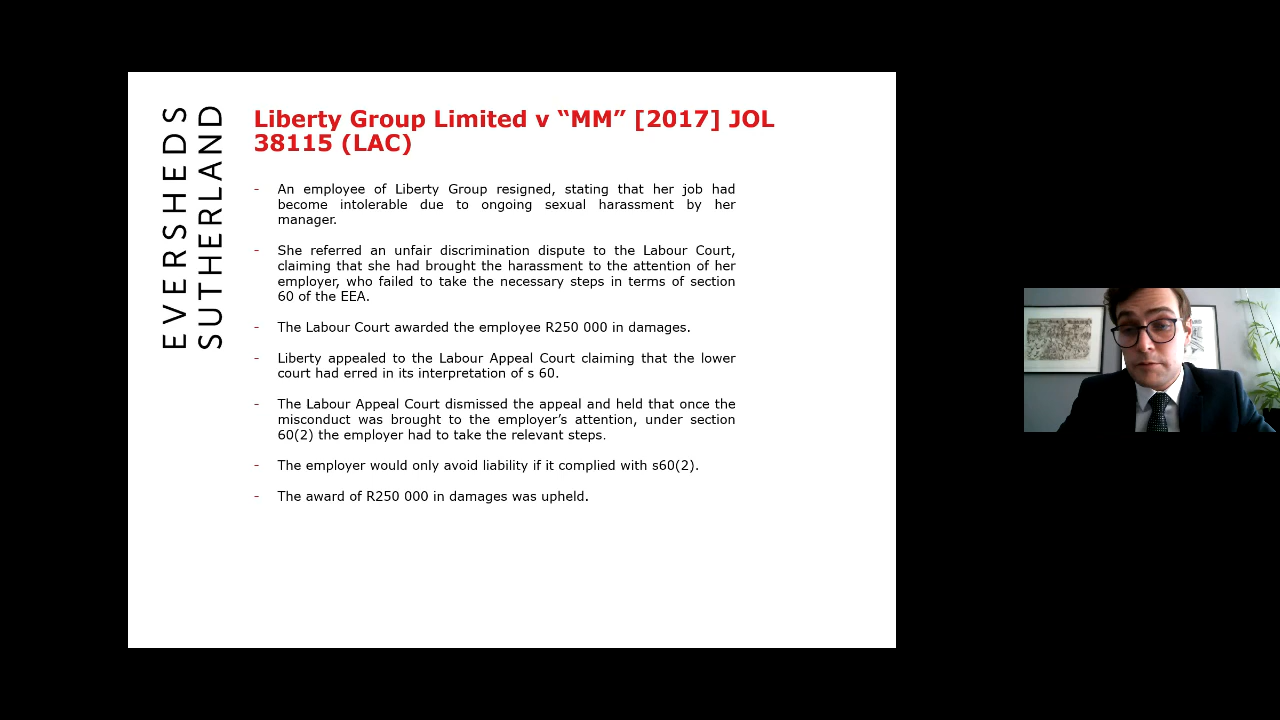 EVERSHEDS
SUTHERLAND
Liberty Group Limited v “MM” [2017] JOL
38115 (LAC)
- An employee of Liberty Group resigned, stating that her job had
become intolerable due to ongoing sexual harassment by her
manager.
- She referred an unfair discrimination dispute to the Labour Court,
claiming that she had brought the harassment to the attention of her
employer, who failed to take the necessary steps in terms of section
60 of the EEA.
- The Labour Court awarded the employee R250 000 in damages.
- Liberty appealed to the Labour Appeal Court claiming that the lower
court had erred in its interpretation of s 60.
- The Labour Appeal Court dismissed the appeal and held that once the
misconduct was brought to the employer’s attention, under section
60(2) the employer had to take the relevant steps.
- The employer would only avoid liability if it complied with s60(2).
- The award of R250 000 in damages was upheld.